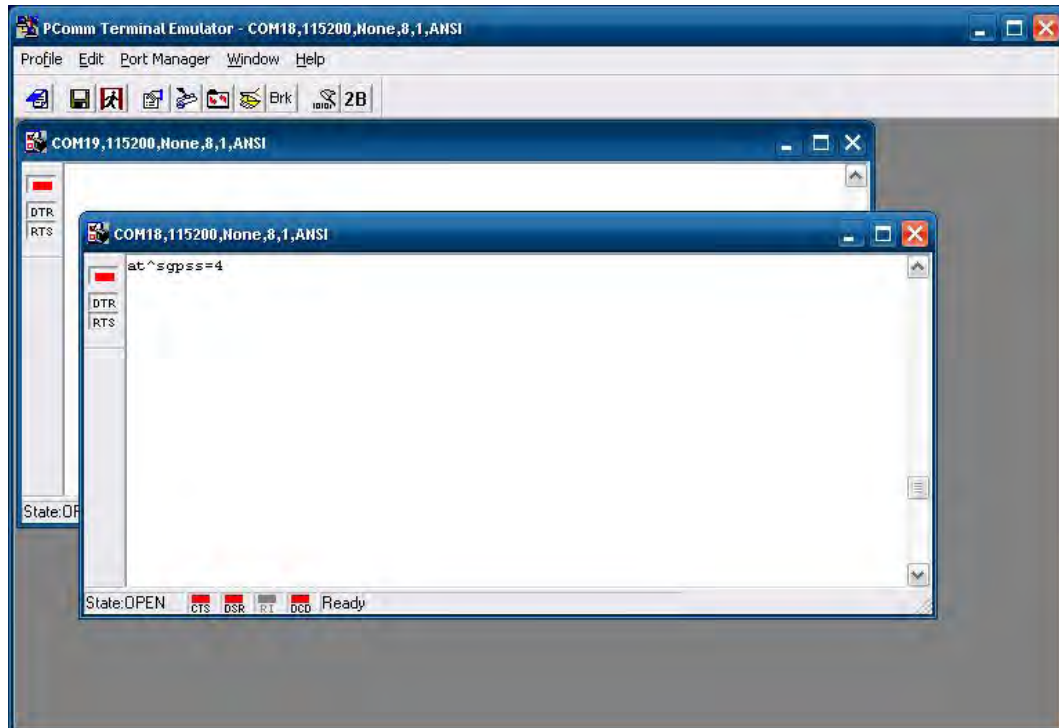 PComm Terminal Emulator - COM18,115200,None,8,1,ANSI
Profile Edit Port Manager Window Help
Brk 2B
COM19,115200,None,8,1,ANSI
DTR
RTS
COM18,115200,None,8,1,ANSI
at^sgpss=4
DTR
RTS
State:OPEN CTS DSR RI DCD Ready
State:OP